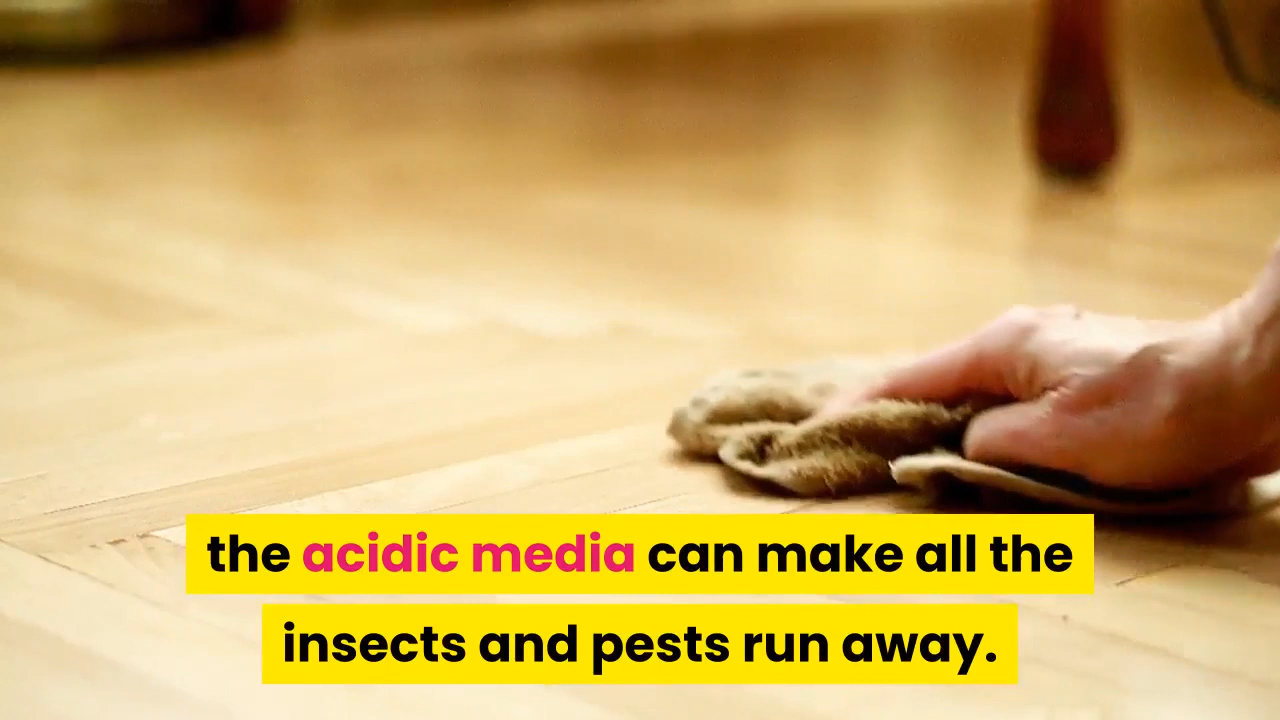 the acidic media can make all the
insects and pests run away.